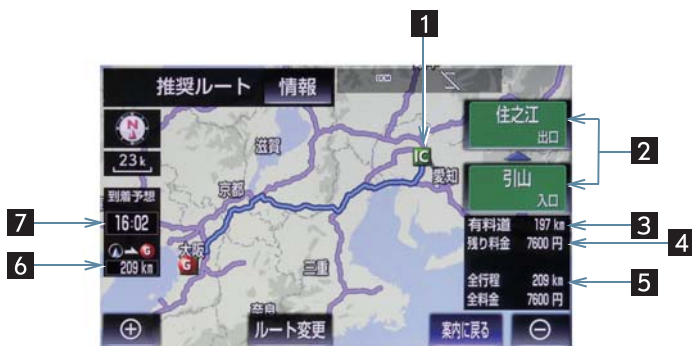 1
推奨ルート 情報
DCM
N
23k
到着予想
16:02
G
209 km
滋賀
京都
大阪
G
三重
奈良
愛知
IC
住之江
出口
引山
入口
有料道 197 km
残り料金 7600 円
全行程 209 km
全料金 7600 円
ルート変更
案内に戻る
2
3
4
5
6
7